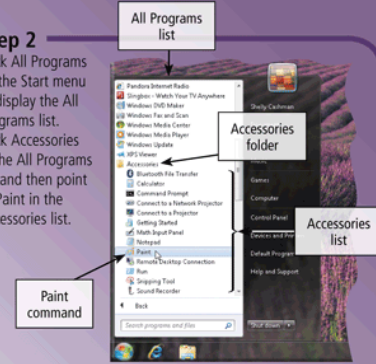 ep 2
k All Programs
the Start menu
display the All
grams list.
k Accessories
he All Programs
and then point
Paint in the
essories list.
All Programs
list
Pandora Internet Radio
Slingbox - Watch Your TV Anywhere
Windows DVD Maker
Windows Fax and Scan
Windows Media Center
Windows Media Player
Windows Update
XPS Viewer
Accessories
Bluetooth File Transfer
Calculator
Command Prompt
Connect to a Network Projector
Connect to a Projector
Getting Started
Math Input Panel
Notepad
Paint
Remote Desktop Connection
Run
Snipping Tool
Sound Recorder
Back
Search programs and files
Shelly Cashman
Accessories
folder
Music
Games
Computer
Control Panel
Devices and Prin
Default Program
Help and Support
Shut down
Accessories
list
Paint
command